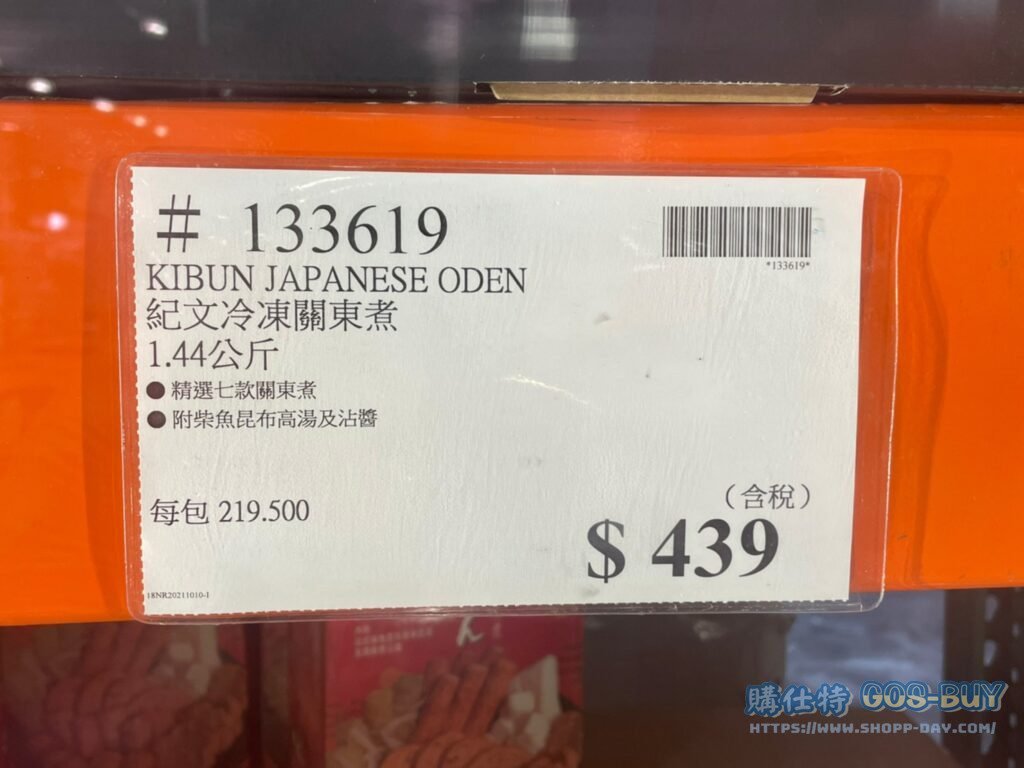 # 133619
*133619*
KIBUN JAPANESE ODEN
紀文冷凍關東煮
1.44公斤
● 精選七款關東煮
● 附柴魚昆布高湯及沾醬
每包 219.500
（含稅）
$ 439
18NR20211010-1
購仕特 GOS-BUY
HTTPS://WWW.SHOPP-DAY.COM/